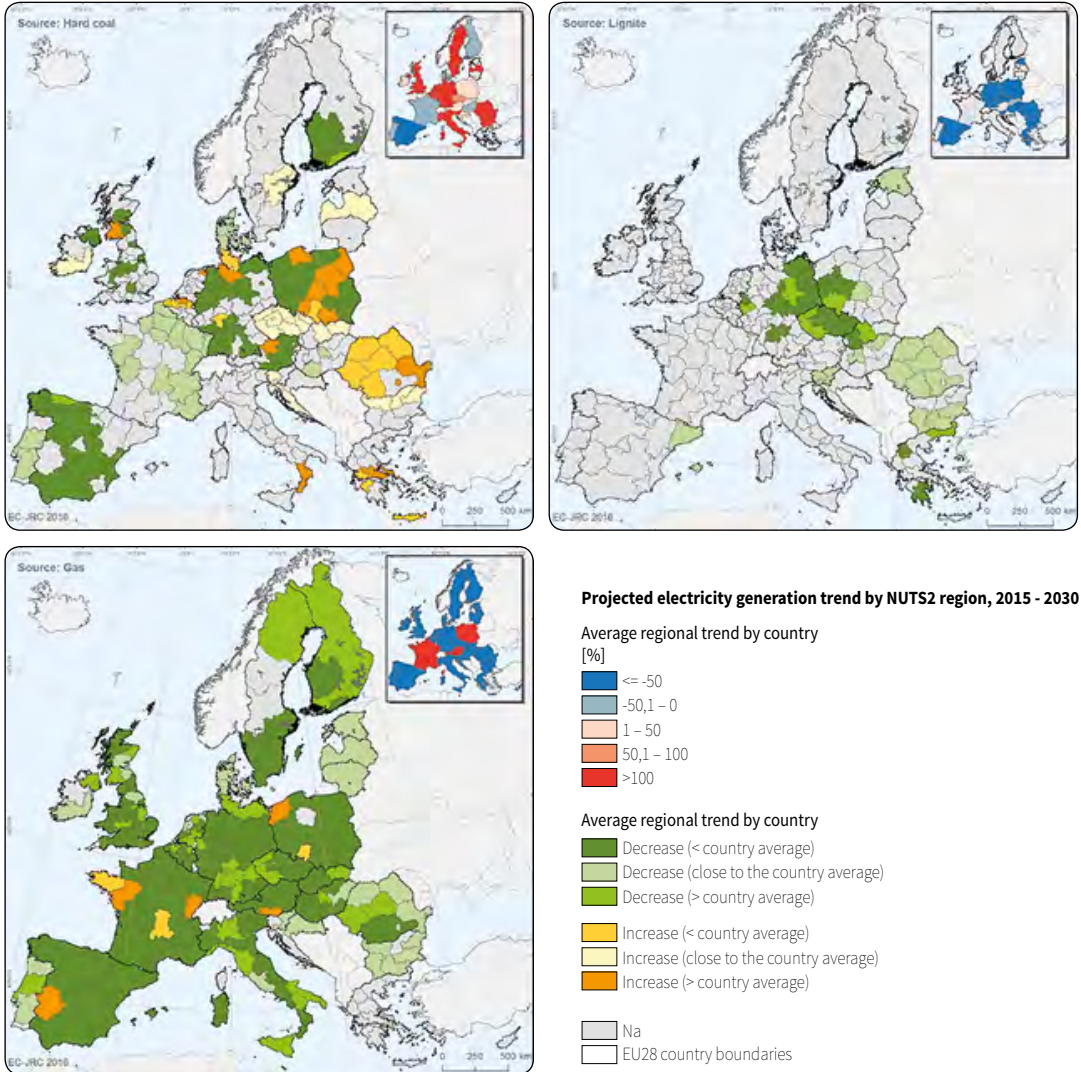 Source: Hard coal
EC-JRC 2016
0 250 500 km
Source: Lignite
EC-JRC 2016
0 250 500 km
Source: Gas
EC-JRC 2016
0 250 500 km
Projected electricity generation trend by NUTS2 region, 2015 - 2030
Average regional trend by country
[%]
<= -50
-50,1 – 0
1 – 50
50,1 – 100
>100
Average regional trend by country
Decrease (< country average)
Decrease (close to the country average)
Decrease (> country average)
Increase (< country average)
Increase (close to the country average)
Increase (> country average)
Na
EU28 country boundaries